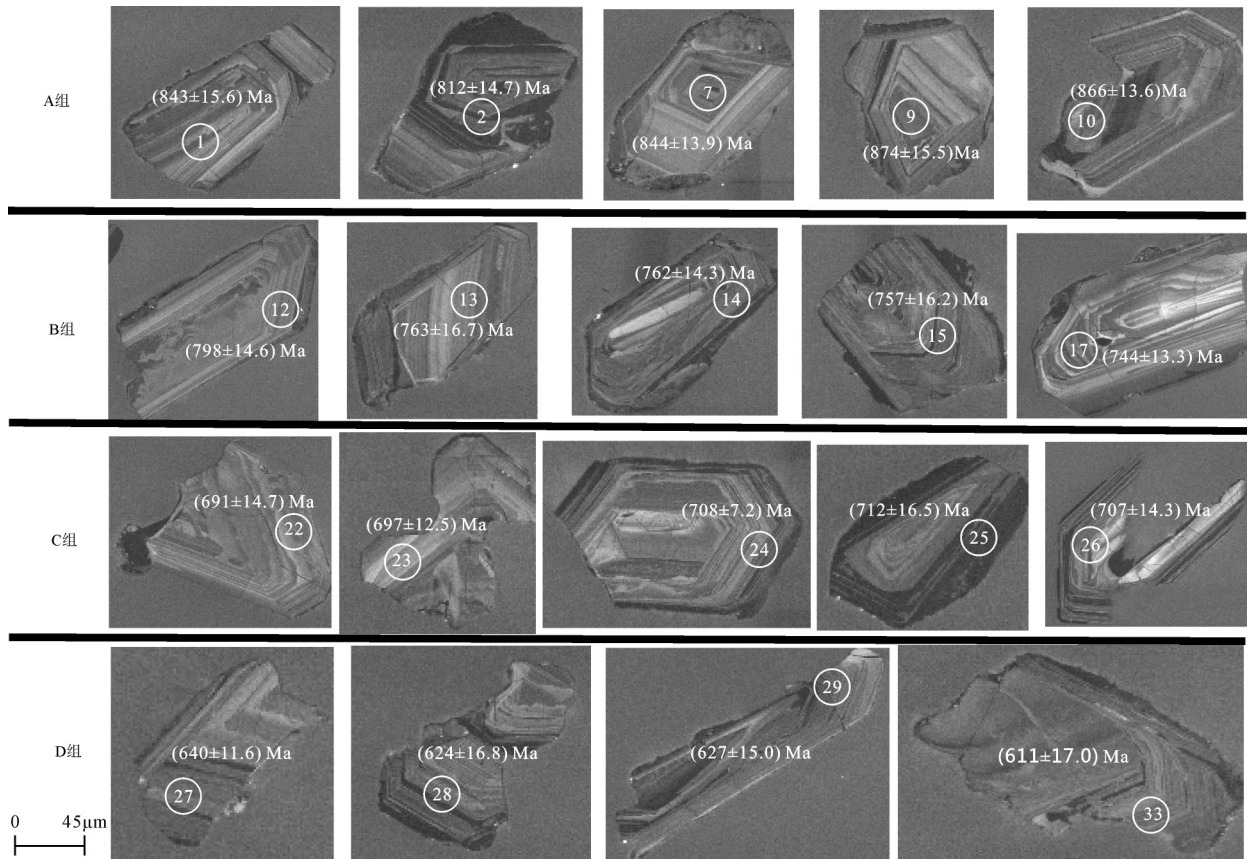 A组
(843±15.6) Ma
1
(812±14.7) Ma
2
7
(844±13.9) Ma
9
(874±15.5)Ma
(866±13.6)Ma
10
B组
12
(798±14.6) Ma
13
(763±16.7) Ma
(762±14.3) Ma
14
(757±16.2) Ma
15
17
(744±13.3) Ma
C组
(691±14.7) Ma
22
(697±12.5) Ma
23
(708±7.2) Ma
24
(712±16.5) Ma
25
(707±14.3) Ma
26
D组
(640±11.6) Ma
27
(624±16.8) Ma
28
29
(627±15.0) Ma
(611±17.0) Ma
33
0 45μm